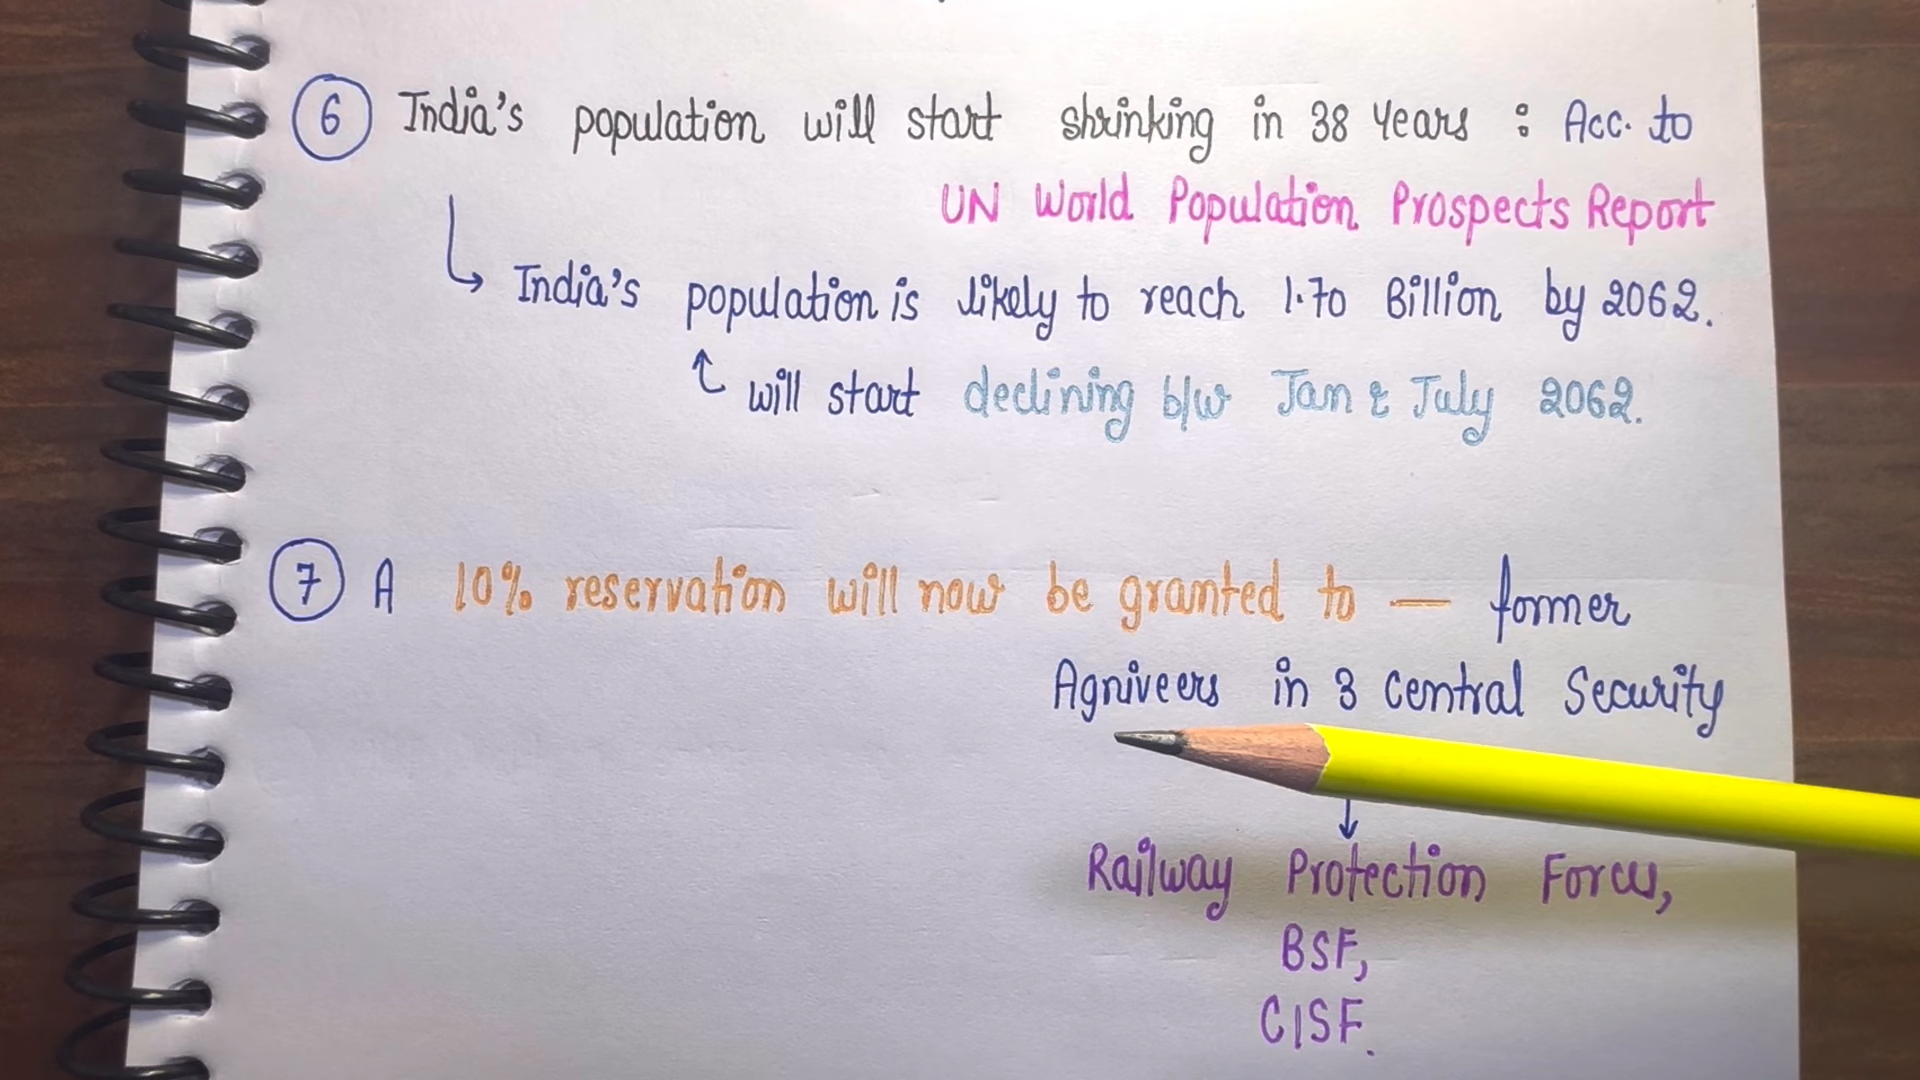 6 India's population will start shrinking in 38 Years : Acc. to
UN World Population Prospects Report
India's population is likely to reach 1.70 Billion by 2062.
will start declining b/w Jan & July 2062.
7 A 10% reservation will now be granted to — former
Agniveers in 3 Central Security
Railway Protection Forces,
BSF,
CISF.